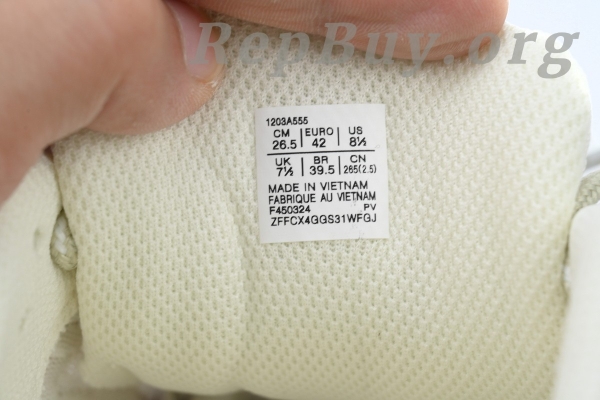 RepBuy.org
1203A555
CM | EURO | US
26.5 | 42 | 8½
UK | BR | CN
7½ | 39.5 | 265(2.5)
MADE IN VIETNAM
FABRIQUE AU VIETNAM
F450324 PV
ZFFCX4GGS31WFGJ